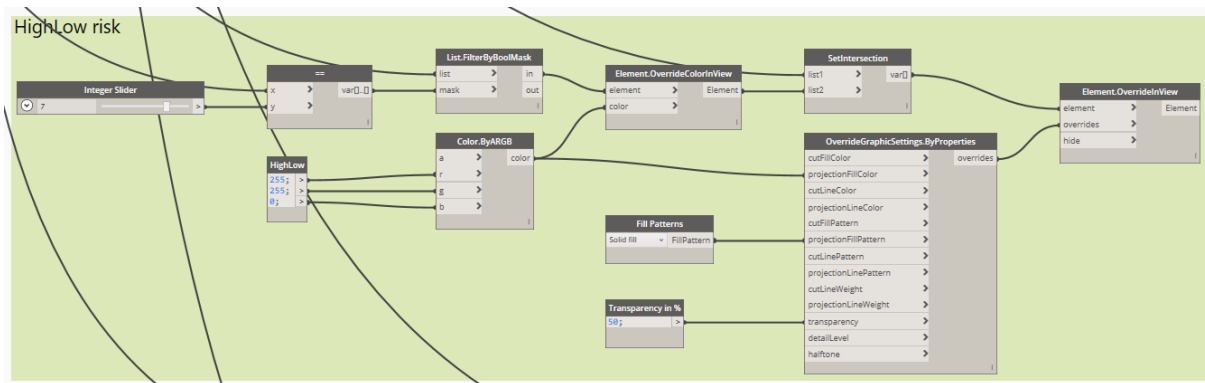 HighLow risk
Integer Slider
7 >
==
x > var[]..[]
y >
I
List.FilterByBoolMask
list > in
mask > out
I
Element.OverrideColorInView
element > Element
color >
I
SetIntersection
list1 > var[]
list2 >
I
Element.OverrideInView
element > Element
overrides >
hide >
I
HighLow
255; >
255; >
0; >
Color.ByARGB
a > color
r >
g >
b >
I
Fill Patterns
Solid fill FillPattern
Transparency in %
50; >
OverrideGraphicSettings.ByProperties
cutFillColor > overrides
projectionFillColor >
cutLineColor >
projectionLineColor >
cutFillPattern >
projectionFillPattern >
cutLinePattern >
projectionLinePattern >
cutLineWeight >
projectionLineWeight >
transparency >
detailLevel >
halftone >
I